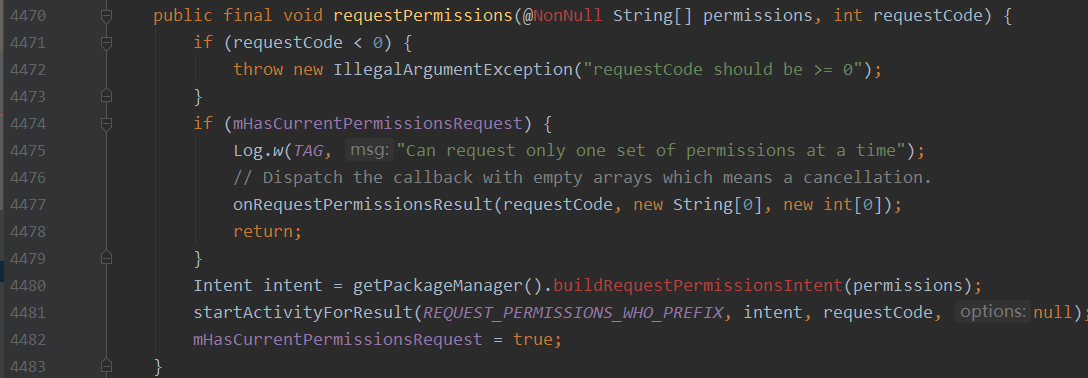 4470 public final void requestPermissions(@NonNull String[] permissions, int requestCode) {
4471 if (requestCode < 0) {
4472 throw new IllegalArgumentException("requestCode should be >= 0");
4473 }
4474 if (mHasCurrentPermissionsRequest) {
4475 Log.w(TAG, msg: "Can request only one set of permissions at a time");
4476 // Dispatch the callback with empty arrays which means a cancellation.
4477 onRequestPermissionsResult(requestCode, new String[0], new int[0]);
4478 return;
4479 }
4480 Intent intent = getPackageManager().buildRequestPermissionsIntent(permissions);
4481 startActivityForResult(REQUEST_PERMISSIONS_WHO_PREFIX, intent, requestCode, options: null);
4482 mHasCurrentPermissionsRequest = true;
4483 }